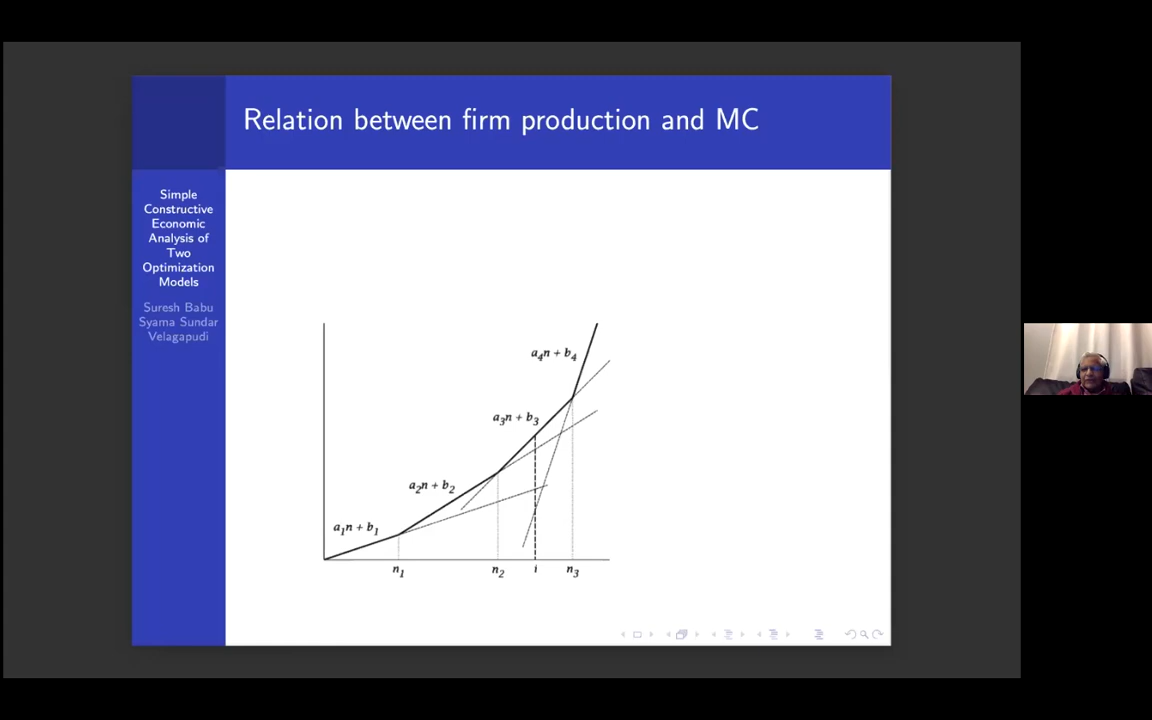 Relation between firm production and MC
Simple
Constructive
Economic
Analysis of
Two
Optimization
Models
Suresh Babu
Syama Sundar
Velagapudi
a4n + b4
a3n + b3
a2n + b2
a1n + b1
n1 n2 i n3